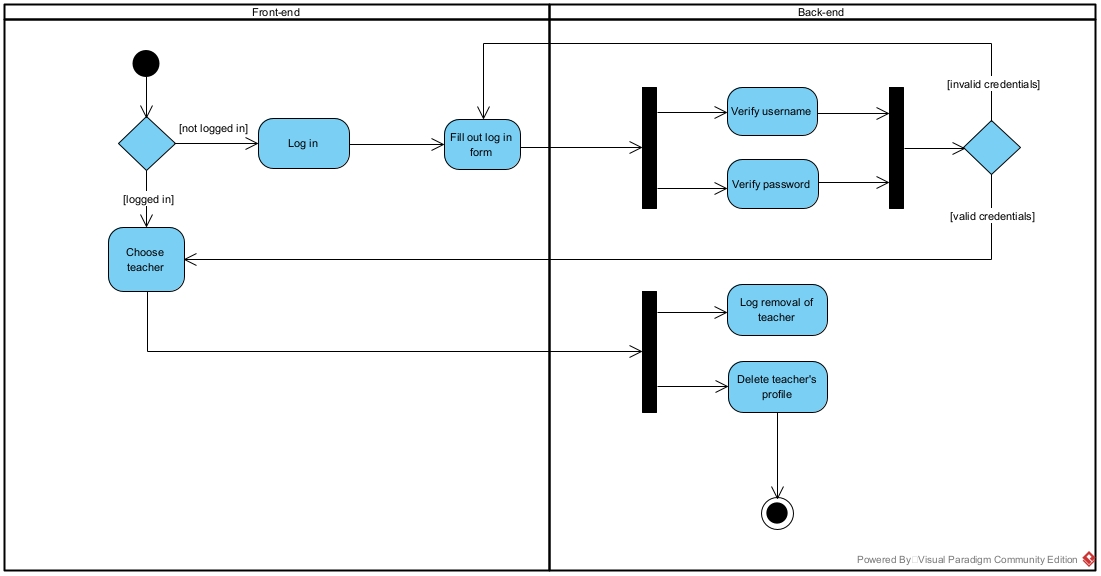 Front-end
Back-end
[not logged in]
Log in
Fill out log in
form
[logged in]
Choose
teacher
Verify username
Verify password
[invalid credentials]
[valid credentials]
Log removal of
teacher
Delete teacher's
profile
Powered By Visual Paradigm Community Edition